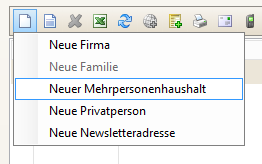 Neue Firma
Neue Familie
Neuer Mehrpersonenhaushalt
Neue Privatperson
Neue Newsletteradresse